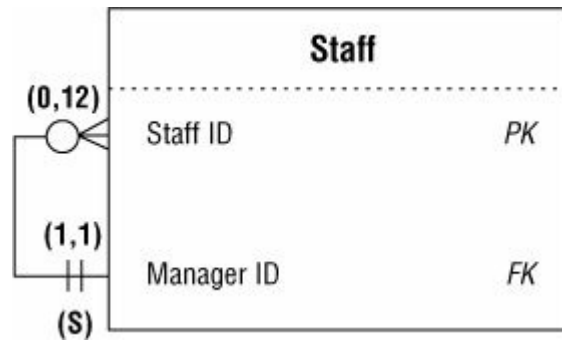 Staff
(0,12)
Staff ID PK
(1,1)
Manager ID FK
(S)